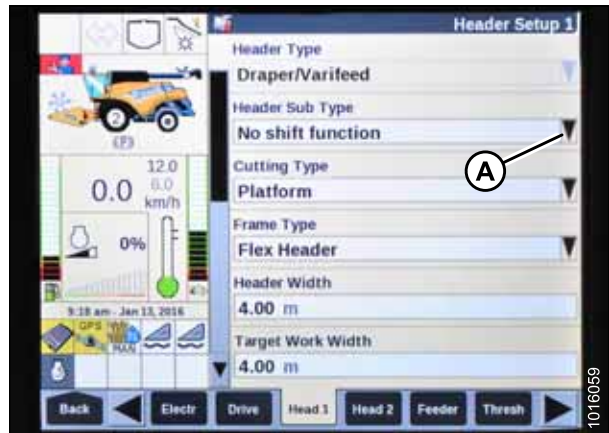 Header Setup 1
Header Type
Draper/Varifeed
Header Sub Type
No shift function
A
Cutting Type
Platform
Frame Type
Flex Header
Header Width
4.00 m
Target Work Width
4.00 m
2
(F)
12.0
6.0
0.0 km/h
0%
9:18 am - Jan 13, 2016
GPS
MAN
Back
Electr
Drive
Head 1
Head 2
Feeder
Thresh
1016059